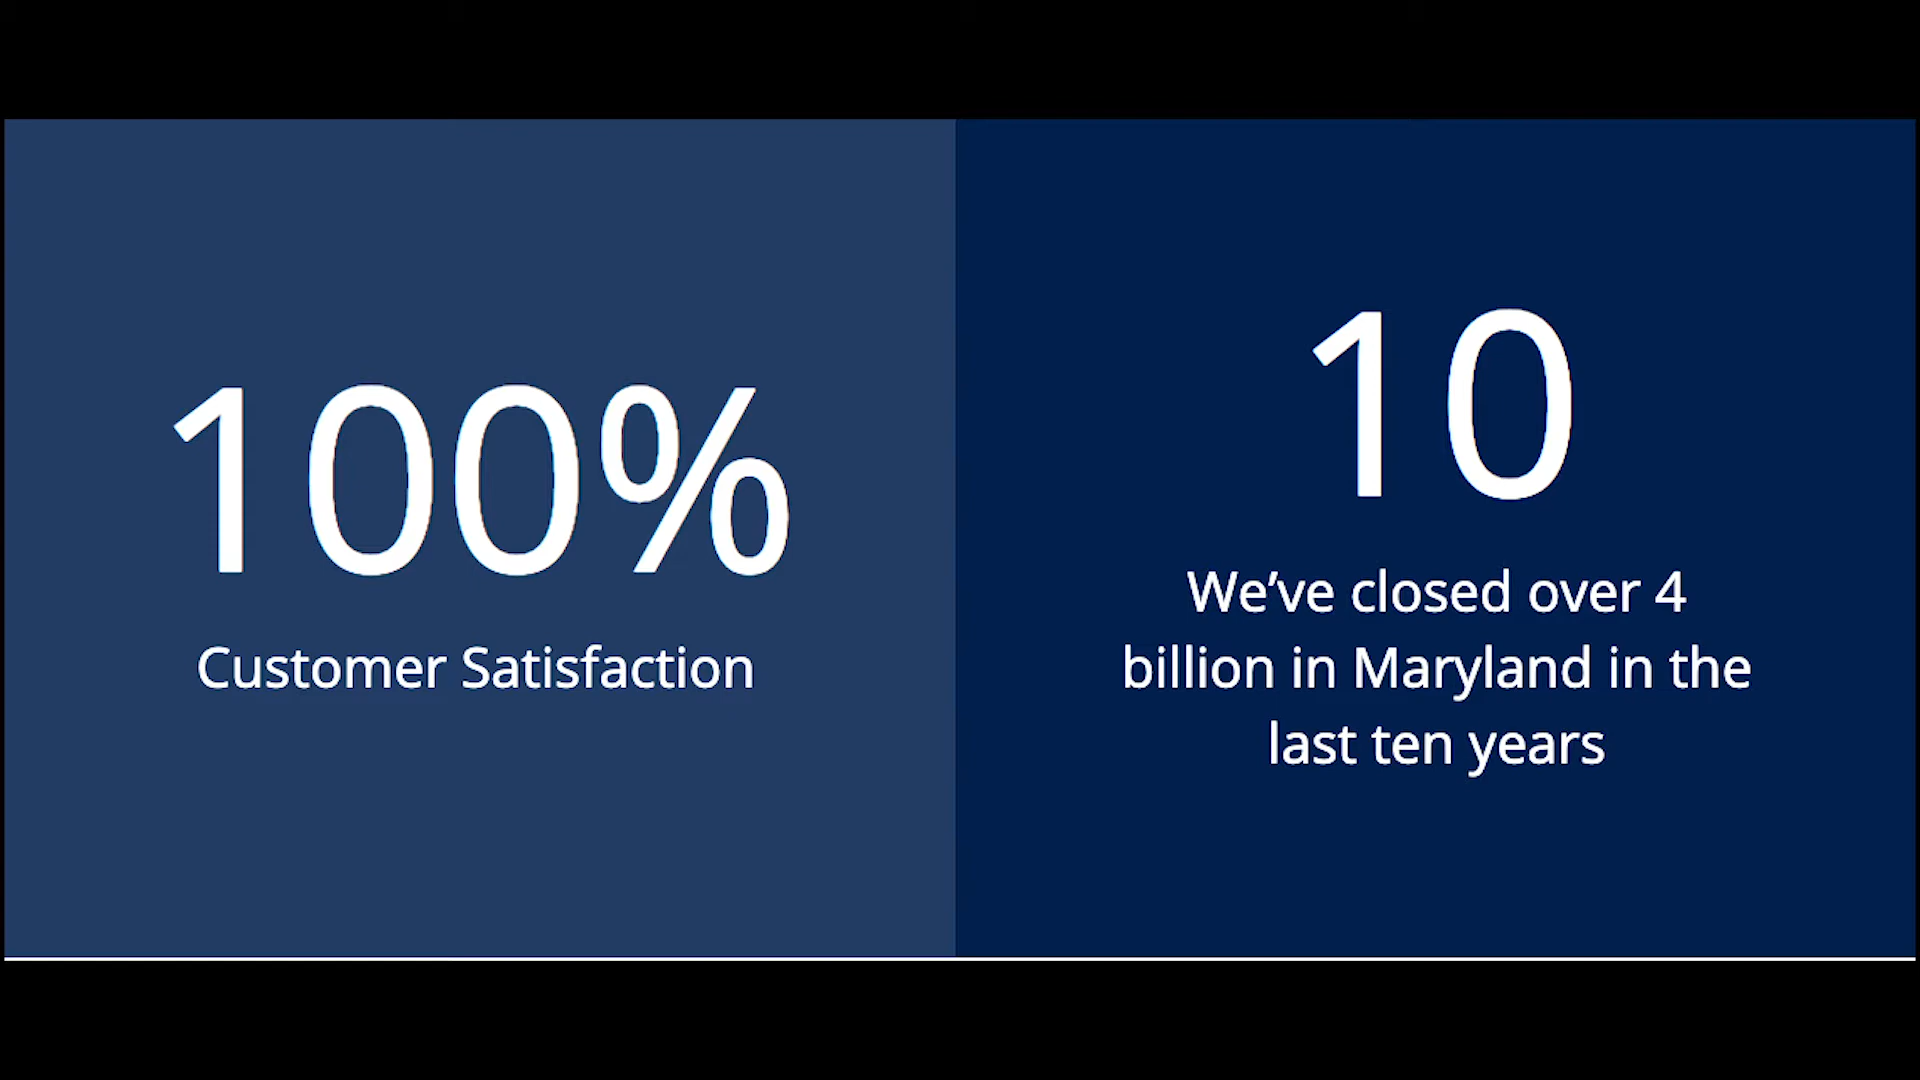 100%
Customer Satisfaction
10
We’ve closed over 4
billion in Maryland in the
last ten years